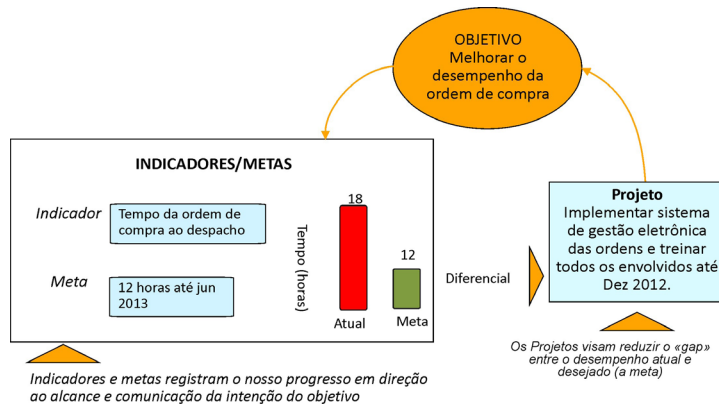 OBJETIVO
Melhorar o
desempenho da
ordem de compra
INDICADORES/METAS
Indicador
Tempo da ordem de
compra ao despacho
Meta
12 horas até jun
2013
Tempo (horas)
18
12
Atual
Meta
Diferencial
Projeto
Implementar sistema
de gestão eletrônica
das ordens e treinar
todos os envolvidos até
Dez 2012.
Os Projetos visam reduzir o «gap»
entre o desempenho atual e
desejado (a meta)
Indicadores e metas registram o nosso progresso em direção
ao alcance e comunicação da intenção do objetivo